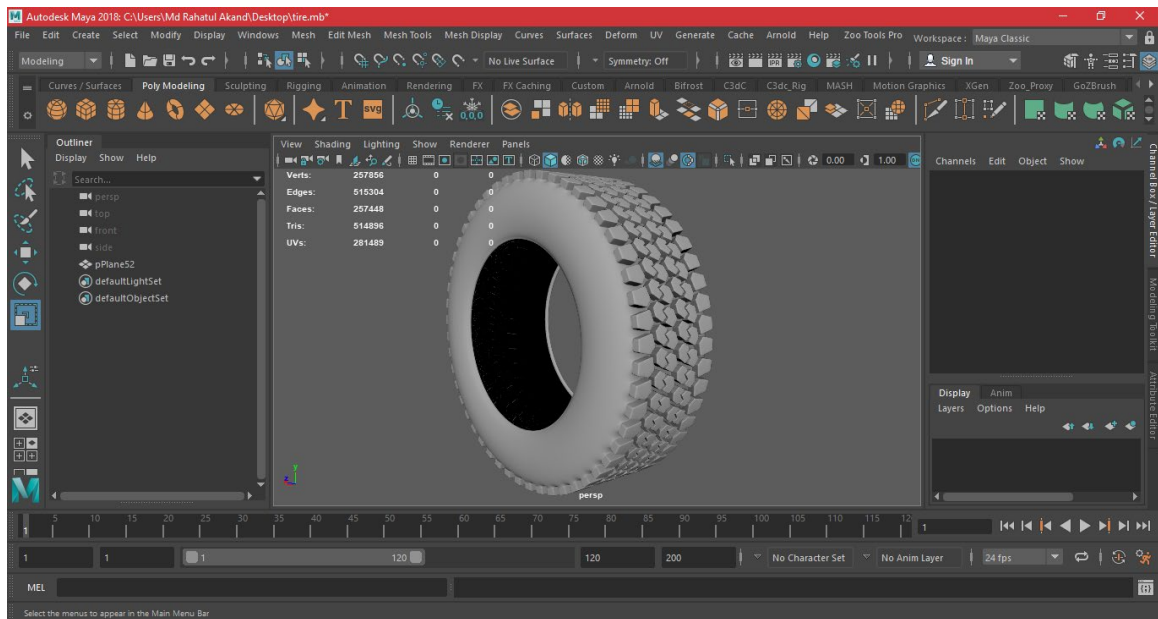 Autodesk Maya 2018: C:\Users\Md Rahatul Akand\Desktop\tire.mb*
File Edit Create Select Modify Display Windows Mesh Edit Mesh Mesh Tools Mesh Display Curves Surfaces Deform UV Generate Cache Arnold Help Zoo Tools Pro Workspace: Maya Classic
Modeling No Live Surface Symmetry: Off Sign In
Curves / Surfaces Poly Modeling Sculpting Rigging Animation Rendering FX FX Caching Custom Arnold Bifrost C3dC C3dc_Rig MASH Motion Graphics XGen Zoo_Proxy GoZBrush
T svg 0,0,0
Outliner
Display Show Help
Search...
persp
top
front
side
pPlane52
defaultLightSet
defaultObjectSet
View Shading Lighting Show Renderer Panels
0.00 1.00
Verts: 257856 0 0
Edges: 515304 0 0
Faces: 257448 0 0
Tris: 514896 0 0
UVs: 281489 0 0
y
z
persp
Channels Edit Object Show
Channel Box / Layer Editor
Modeling Toolkit
Attribute Editor
Display Anim
Layers Options Help
1 5 10 15 20 25 30 35 40 45 50 55 60 65 70 75 80 85 90 95 100 105 110 115 12 1
1 1 1 120 120 200 No Character Set No Anim Layer 24 fps
MEL
Select the menus to appear in the Main Menu Bar